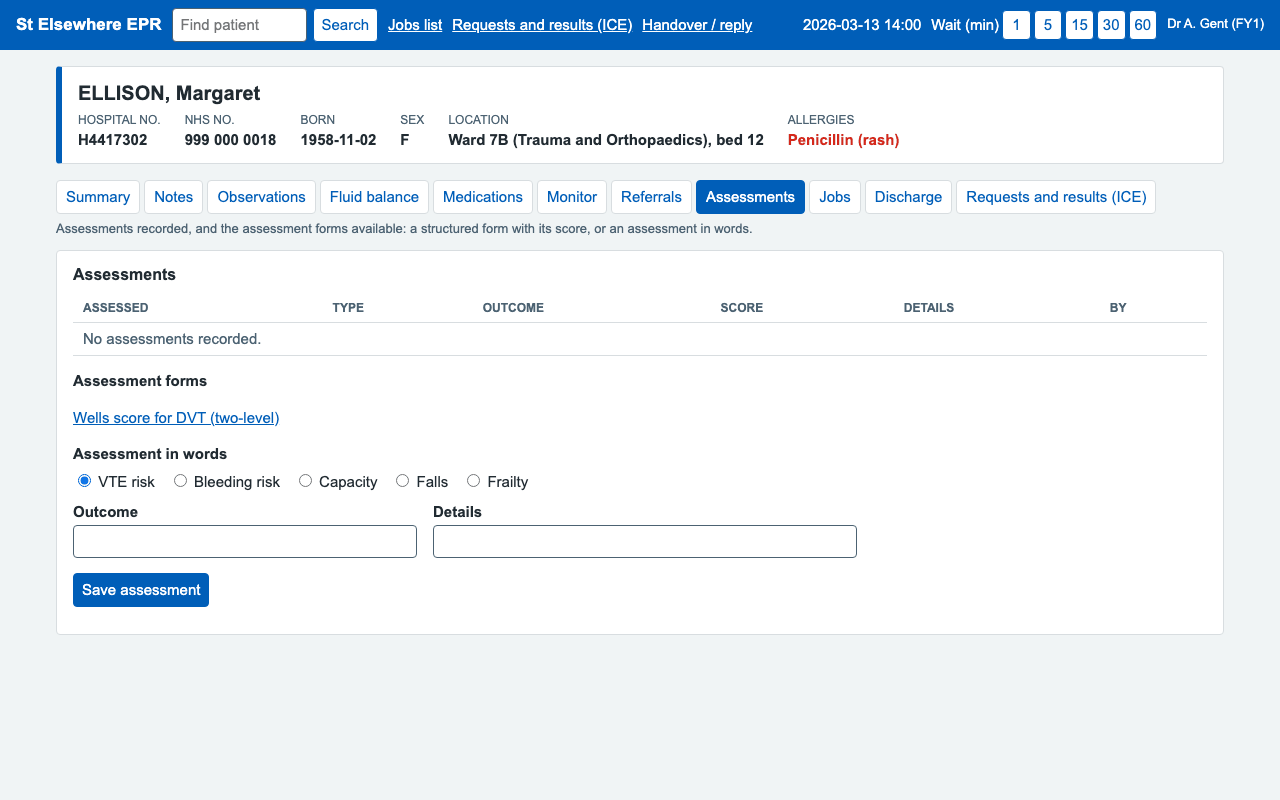 St Elsewhere EPR Find patient Search Jobs list Requests and results (ICE) Handover / reply 2026-03-13 14:00 Wait (min) 1 5 15 30 60 Dr A. Gent (FY1)
ELLISON, Margaret
HOSPITAL NO. NHS NO. BORN SEX LOCATION ALLERGIES
H4417302 999 000 0018 1958-11-02 F Ward 7B (Trauma and Orthopaedics), bed 12 Penicillin (rash)
Summary Notes Observations Fluid balance Medications Monitor Referrals Assessments Jobs Discharge Requests and results (ICE)
Assessments recorded, and the assessment forms available: a structured form with its score, or an assessment in words.
Assessments
ASSESSED TYPE OUTCOME SCORE DETAILS BY
No assessments recorded.
Assessment forms
Wells score for DVT (two-level)
Assessment in words
VTE risk Bleeding risk Capacity Falls Frailty
Outcome Details
Save assessment